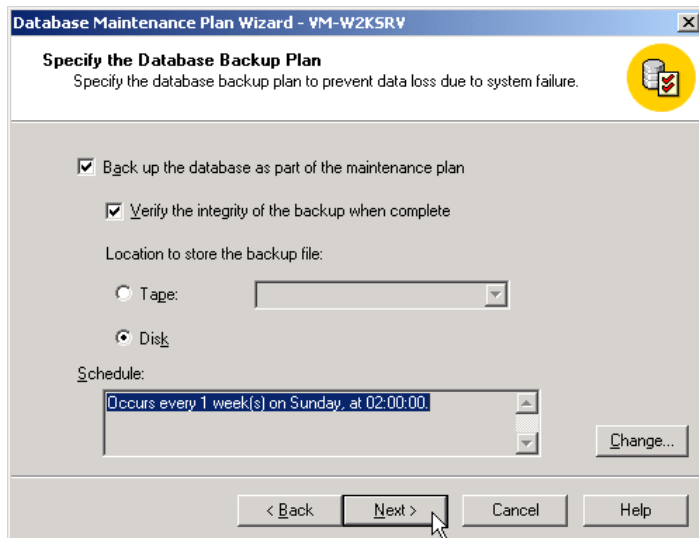 Database Maintenance Plan Wizard - VM-W2KSRV
Specify the Database Backup Plan
Specify the database backup plan to prevent data loss due to system failure.
Back up the database as part of the maintenance plan
Verify the integrity of the backup when complete
Location to store the backup file:
Tape:
Disk
Schedule:
Occurs every 1 week(s) on Sunday, at 02:00:00.
Change...
< Back
Next >
Cancel
Help